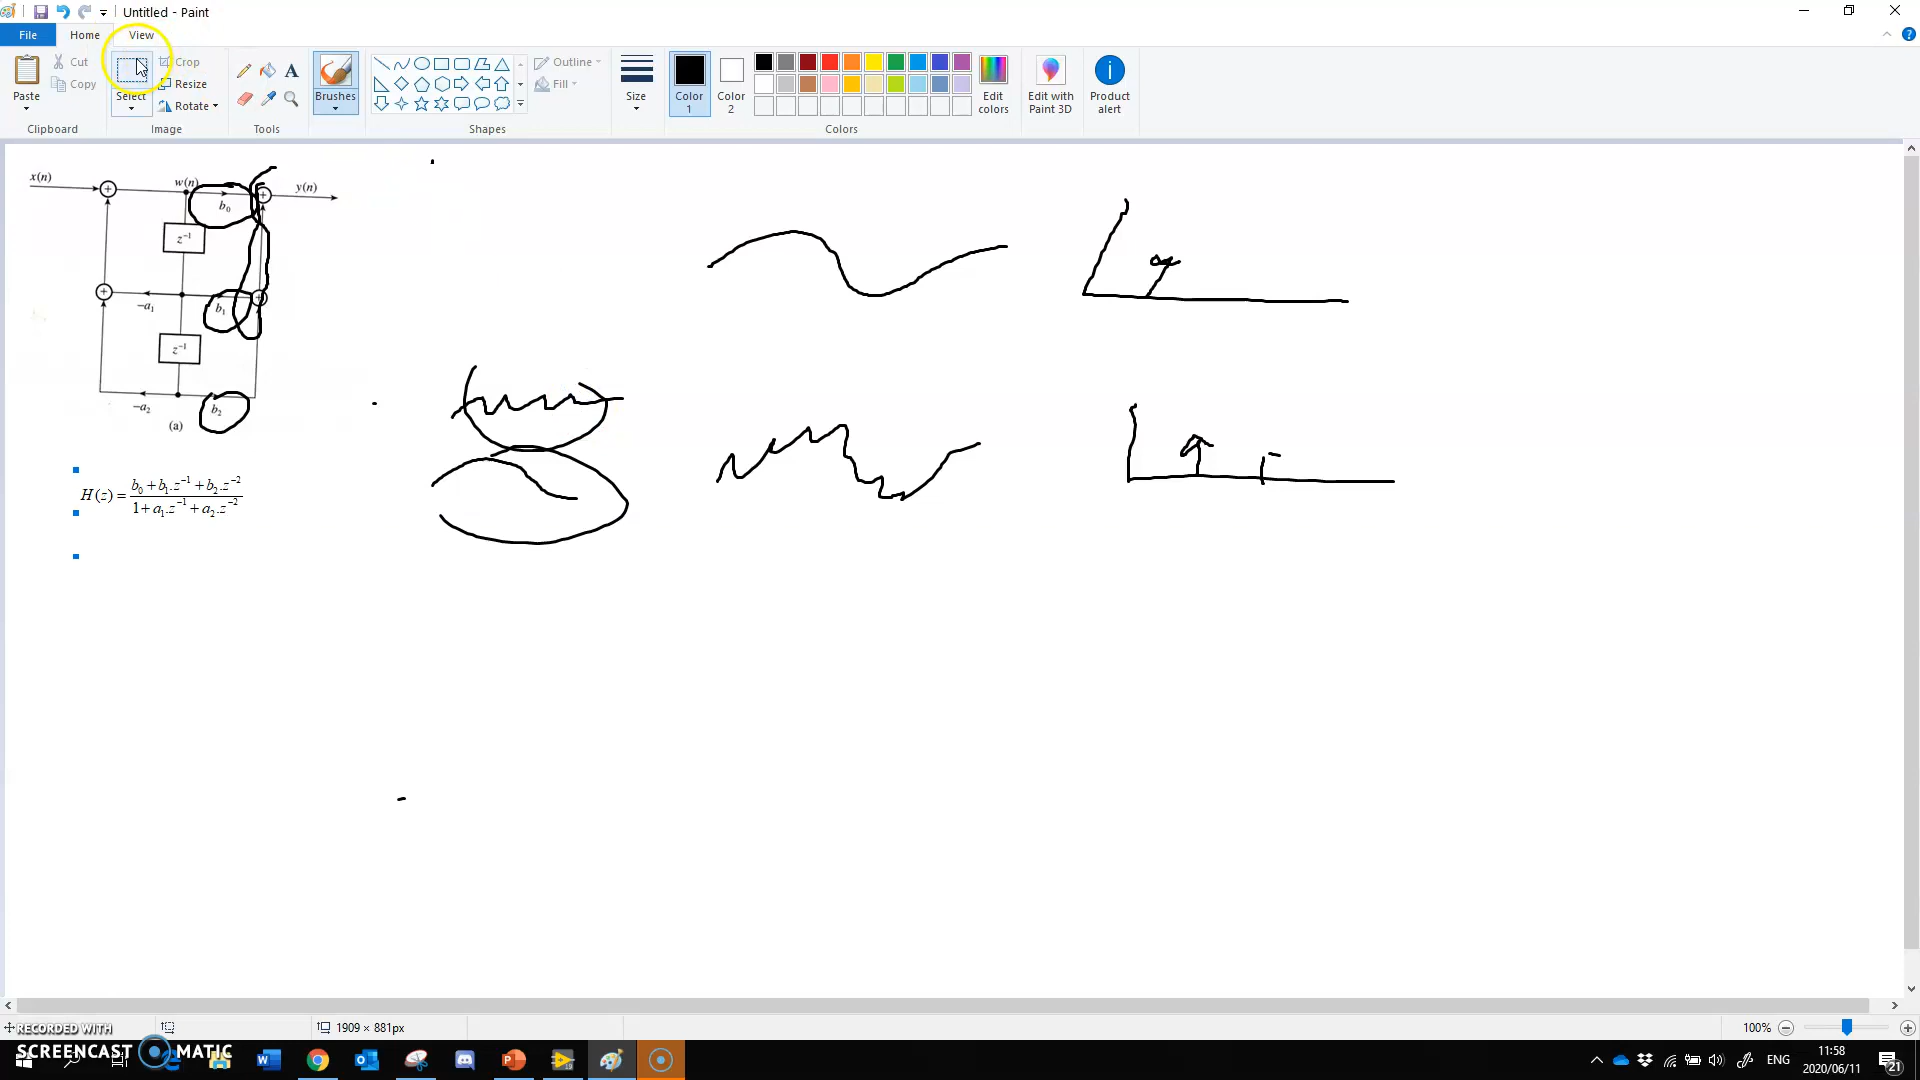 Untitled - Paint
File
Home
View
Paste
Cut
Copy
Clipboard
Select
Crop
Resize
Rotate
Image
A
Tools
Brushes
Shapes
Outline
Fill
Size
Color 1
Color 2
Colors
Edit colors
Edit with Paint 3D
Product alert
x(n)
w(n)
y(n)
b₀
z⁻¹
−a₁
b₁
z⁻¹
−a₂
b₂
(a)
H(z) = (b₀ + b₁.z⁻¹ + b₂.z⁻²) / (1 + a₁.z⁻¹ + a₂.z⁻²)
1909 × 881px
100%
RECORDED WITH
SCREENCAST MATIC
ENG
11:58
2020/06/11
21